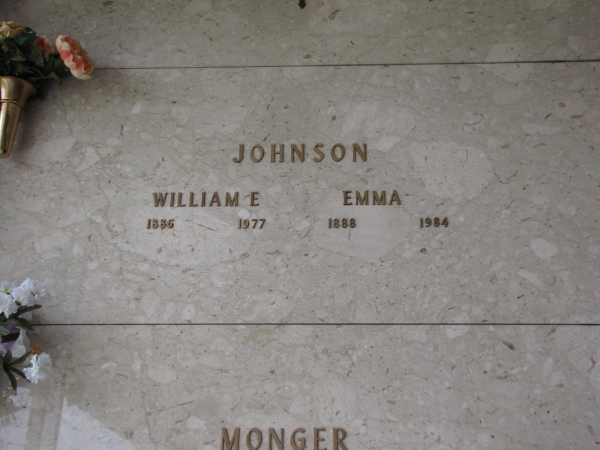 JOHNSON
WILLIAM E EMMA
1886 1977 1888 1984
MONGER